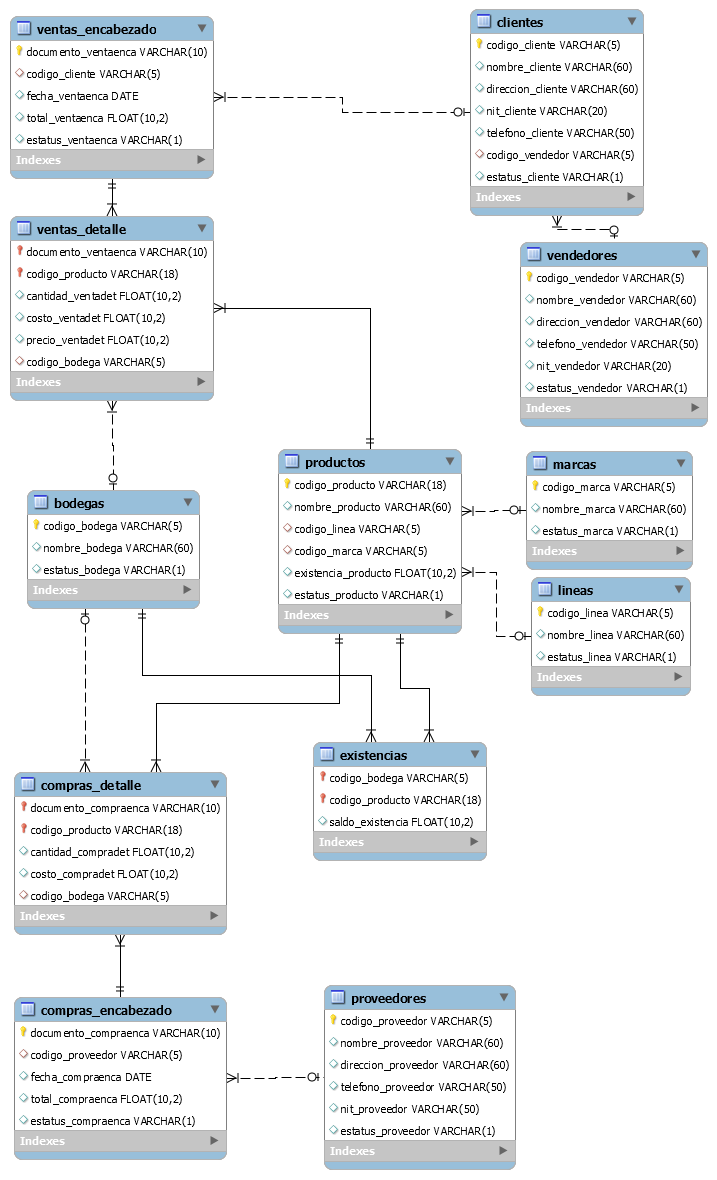 ventas_encabezado
documento_ventaenca VARCHAR(10)
codigo_cliente VARCHAR(5)
fecha_ventaenca DATE
total_ventaenca FLOAT(10,2)
estatus_ventaenca VARCHAR(1)
Indexes
clientes
codigo_cliente VARCHAR(5)
nombre_cliente VARCHAR(60)
direccion_cliente VARCHAR(60)
nit_cliente VARCHAR(20)
telefono_cliente VARCHAR(50)
codigo_vendedor VARCHAR(5)
estatus_cliente VARCHAR(1)
Indexes
ventas_detalle
documento_ventaenca VARCHAR(10)
codigo_producto VARCHAR(18)
cantidad_ventadet FLOAT(10,2)
costo_ventadet FLOAT(10,2)
precio_ventadet FLOAT(10,2)
codigo_bodega VARCHAR(5)
Indexes
vendedores
codigo_vendedor VARCHAR(5)
nombre_vendedor VARCHAR(60)
direccion_vendedor VARCHAR(60)
telefono_vendedor VARCHAR(50)
nit_vendedor VARCHAR(20)
estatus_vendedor VARCHAR(1)
Indexes
productos
codigo_producto VARCHAR(18)
nombre_producto VARCHAR(60)
codigo_linea VARCHAR(5)
codigo_marca VARCHAR(5)
existencia_producto FLOAT(10,2)
estatus_producto VARCHAR(1)
Indexes
marcas
codigo_marca VARCHAR(5)
nombre_marca VARCHAR(60)
estatus_marca VARCHAR(1)
Indexes
bodegas
codigo_bodega VARCHAR(5)
nombre_bodega VARCHAR(60)
estatus_bodega VARCHAR(1)
Indexes
lineas
codigo_linea VARCHAR(5)
nombre_linea VARCHAR(60)
estatus_linea VARCHAR(1)
Indexes
existencias
codigo_bodega VARCHAR(5)
codigo_producto VARCHAR(18)
saldo_existencia FLOAT(10,2)
Indexes
compras_detalle
documento_compraenca VARCHAR(10)
codigo_producto VARCHAR(18)
cantidad_compradet FLOAT(10,2)
costo_compradet FLOAT(10,2)
codigo_bodega VARCHAR(5)
Indexes
compras_encabezado
documento_compraenca VARCHAR(10)
codigo_proveedor VARCHAR(5)
fecha_compraenca DATE
total_compraenca FLOAT(10,2)
estatus_compraenca VARCHAR(1)
Indexes
proveedores
codigo_proveedor VARCHAR(5)
nombre_proveedor VARCHAR(60)
direccion_proveedor VARCHAR(60)
telefono_proveedor VARCHAR(50)
nit_proveedor VARCHAR(50)
estatus_proveedor VARCHAR(1)
Indexes